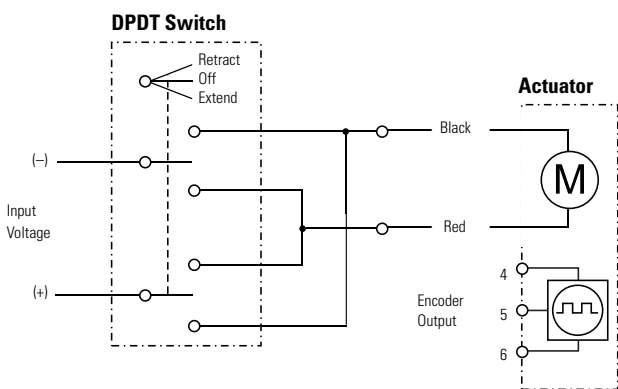 DPDT Switch
Retract
Off
Extend
Actuator
(–)
Black
M
Input
Voltage
Red
(+)
Encoder
Output
4
5
6